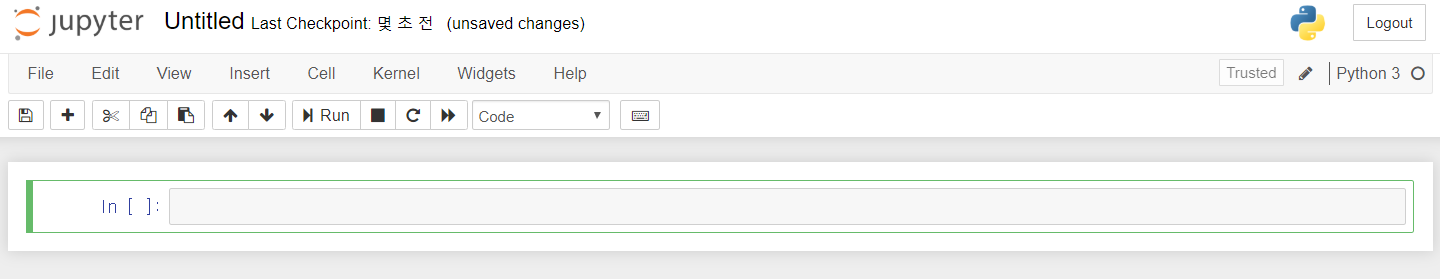 jupyter Untitled Last Checkpoint: 몇 초 전 (unsaved changes) Logout
File Edit View Insert Cell Kernel Widgets Help Trusted Python 3
Run Code
In [ ]: